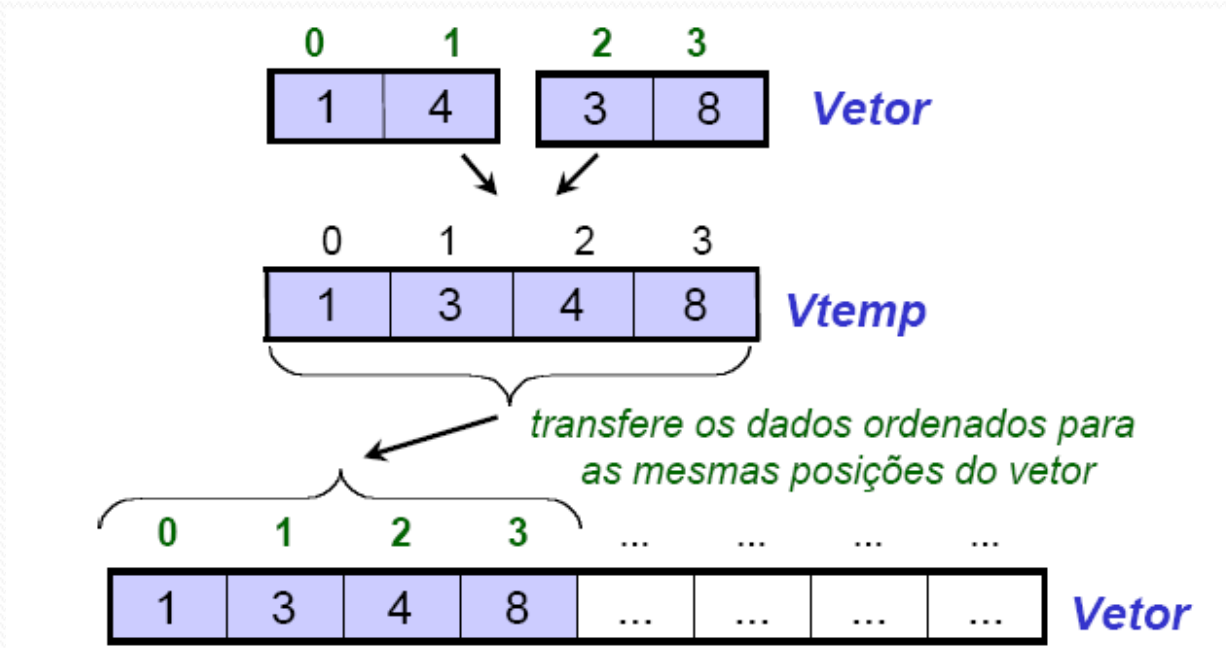 0 1 2 3
1 4 3 8 Vetor
0 1 2 3
1 3 4 8 Vtemp
transfere os dados ordenados para
as mesmas posições do vetor
0 1 2 3 ... ... ... ...
1 3 4 8 ... ... ... ... Vetor